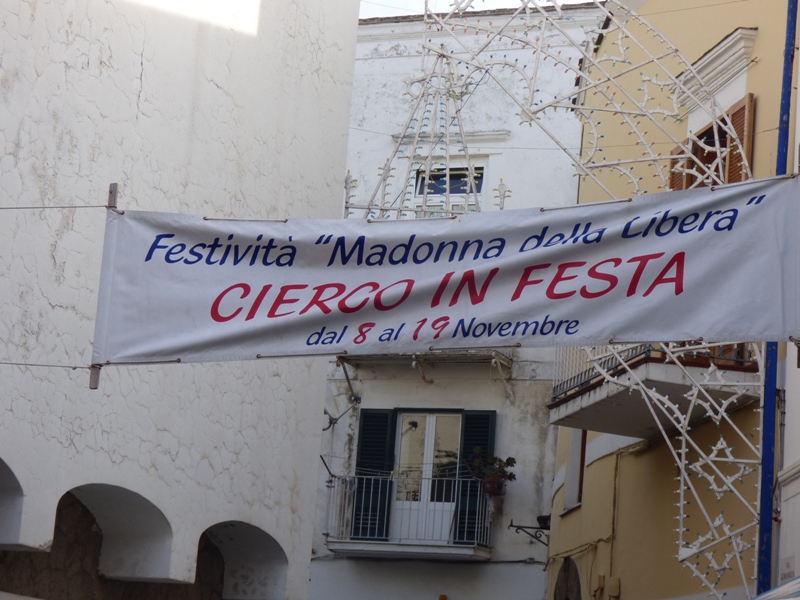 Festività "Madonna della Libera"
CIERCO IN FESTA
dal 8 al 19 Novembre